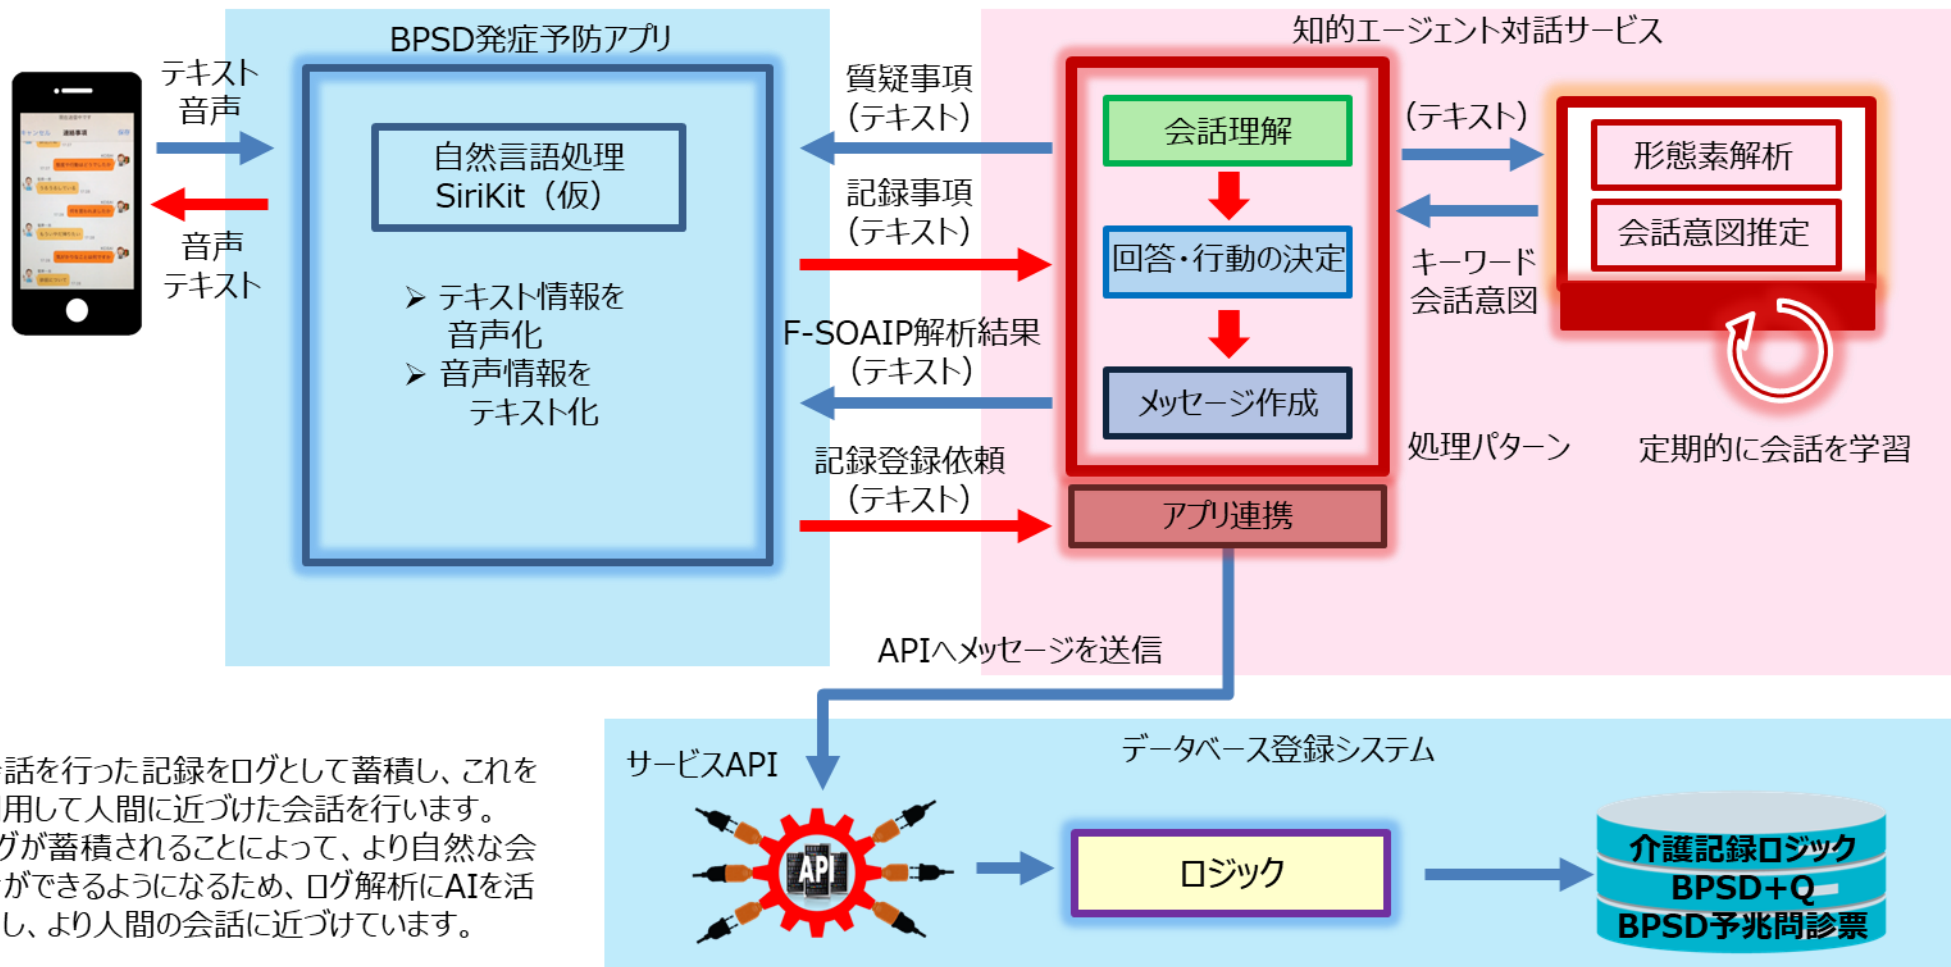 BPSD発症予防アプリ
知的エージェント対話サービス
テキスト
音声
音声
テキスト
連絡事項
自然言語処理
SiriKit（仮）
➢ テキスト情報を
音声化
➢ 音声情報を
テキスト化
質疑事項
(テキスト)
記録事項
(テキスト)
F-SOAIP解析結果
(テキスト)
記録登録依頼
(テキスト)
会話理解
回答・行動の決定
メッセージ作成
アプリ連携
(テキスト)
キーワード
会話意図
処理パターン
形態素解析
会話意図推定
定期的に会話を学習
APIへメッセージを送信
話を行った記録をログとして蓄積し、これを
用して人間に近づけた会話を行います。
グが蓄積されることによって、より自然な会
ができるようになるため、ログ解析にAIを活
し、より人間の会話に近づけています。
サービスAPI
データベース登録システム
API
ロジック
介護記録ロジック
BPSD+Q
BPSD予兆問診票